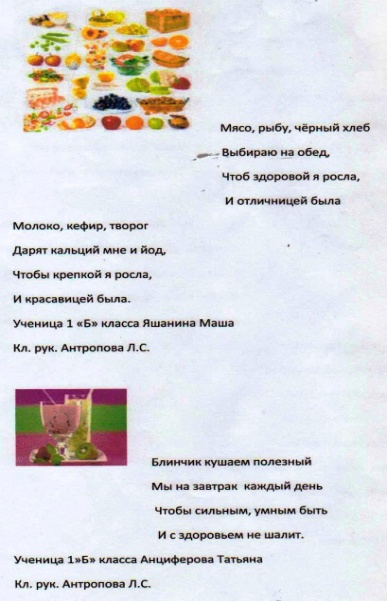 Мясо, рыбу, чёрный хлеб
Выбираю на обед,
Чтоб здоровой я росла,
И отличницей была
Молоко, кефир, творог
Дарят кальций мне и йод,
Чтобы крепкой я росла,
И красавицей была.
Ученица 1 «Б» класса Яшанина Маша
Кл. рук. Антропова Л.С.
Блинчик кушаем полезный
Мы на завтрак каждый день
Чтобы сильным, умным быть
И с здоровьем не шалит.
Ученица 1»Б» класса Анциферова Татьяна
Кл. рук. Антропова Л.С.